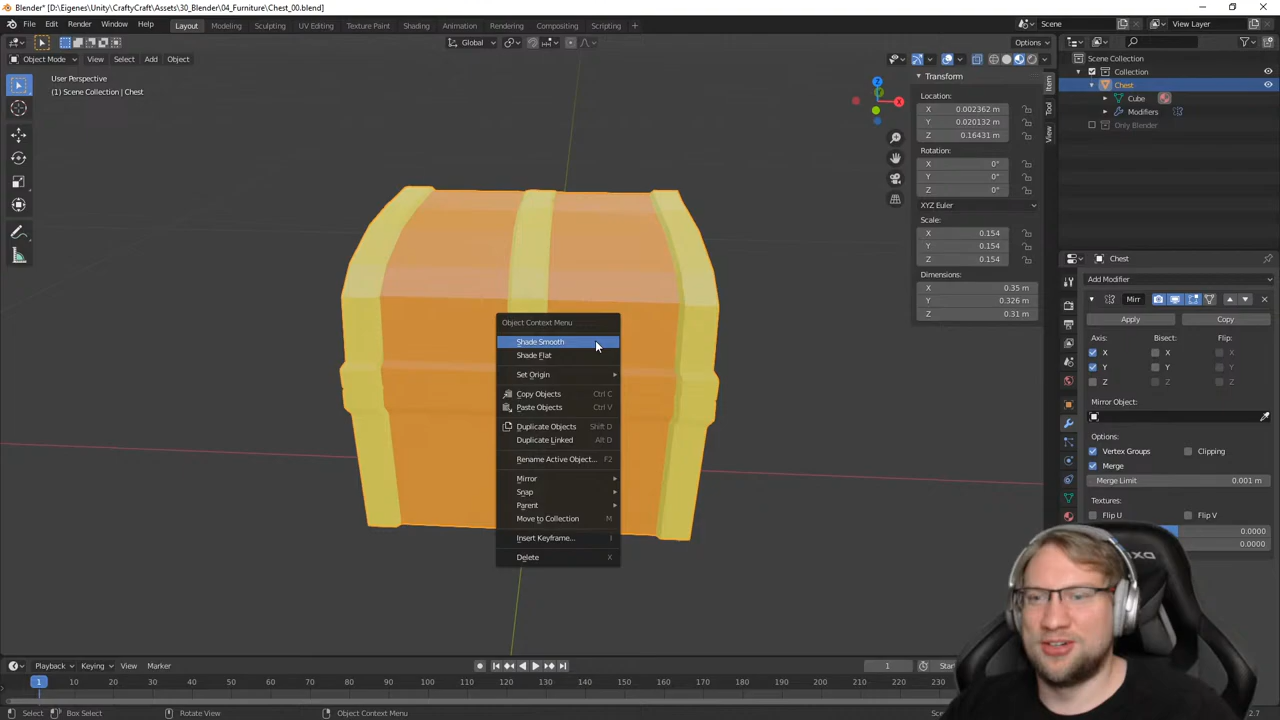 Blender* [D:\Eigenes\Unity\CraftyCraft\Assets\30_Blender\04_Furniture\Chest_00.blend]
File Edit Render Window Help Layout Modeling Sculpting UV Editing Texture Paint Shading Animation Rendering Compositing Scripting + Scene View Layer
Global Options
Object Mode View Select Add Object
User Perspective
(1) Scene Collection | Chest
Transform
Location:
X 0.002362 m
Y 0.020132 m
Z 0.16431 m
Rotation:
X 0°
Y 0°
Z 0°
XYZ Euler
Scale:
X 0.154
Y 0.154
Z 0.154
Dimensions:
X 0.35 m
Y 0.326 m
Z 0.31 m
Item
Tool
View
Z
X
Scene Collection
Collection
Chest
Cube
Modifiers
Only Blender
Chest
Add Modifier
Mirr
Apply Copy
Axis: Bisect: Flip:
X X X
Y Y Y
Z Z Z
Mirror Object:
Options:
Vertex Groups Clipping
Merge
Merge Limit 0.001 m
Textures:
Flip U Flip V
0.0000
0.0000
Object Context Menu
Shade Smooth
Shade Flat
Set Origin
Copy Objects Ctrl C
Paste Objects Ctrl V
Duplicate Objects Shift D
Duplicate Linked Alt D
Rename Active Object... F2
Mirror
Snap
Parent
Move to Collection M
Insert Keyframe... I
Delete X
Playback Keying View Marker 1 Start
1 10 20 30 40 50 60 70 80 90 100 110 120 130 140 150 160 170 180 190 200 210 220 230
Select Box Select Rotate View Object Context Menu 2.7